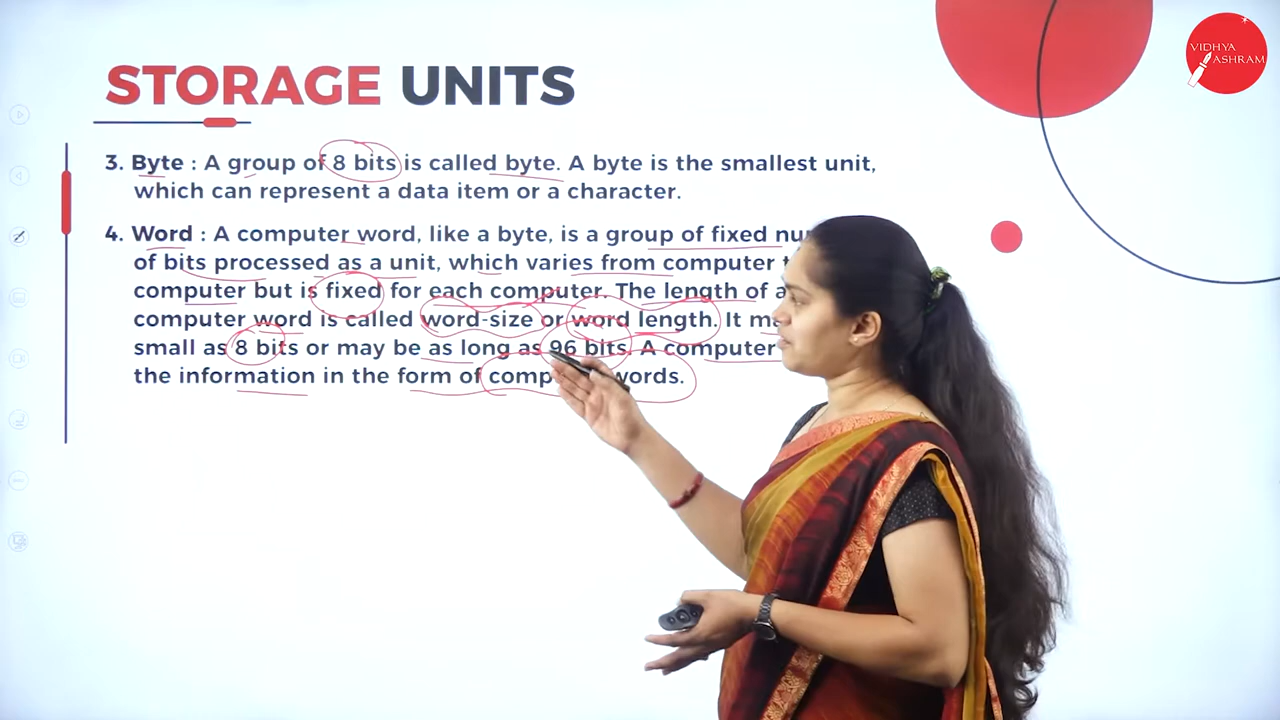 VIDHYA
ASHRAM
STORAGE UNITS
3. Byte : A group of 8 bits is called byte. A byte is the smallest unit,
which can represent a data item or a character.
4. Word : A computer word, like a byte, is a group of fixed
of bits processed as a unit, which varies from computer
computer but is fixed for each computer. The length of
computer word is called word-size or word length. It
small as 8 bits or may be as long as 96 bits. A computer
the information in the form of words.